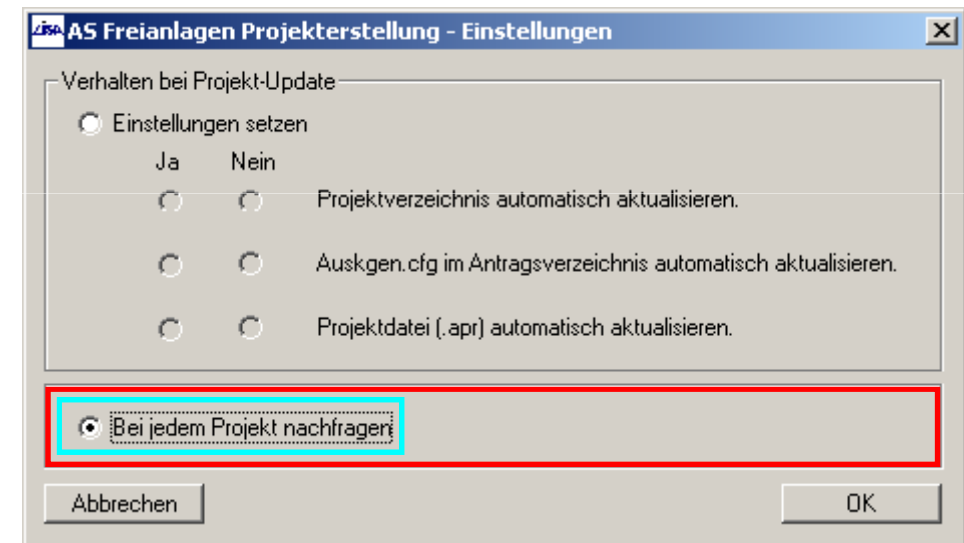 LISA AS Freianlagen Projekterstellung - Einstellungen
Verhalten bei Projekt-Update
Einstellungen setzen
Ja Nein
Projektverzeichnis automatisch aktualisieren.
Auskgen.cfg im Antragsverzeichnis automatisch aktualisieren.
Projektdatei (.apr) automatisch aktualisieren.
Bei jedem Projekt nachfragen
Abbrechen OK